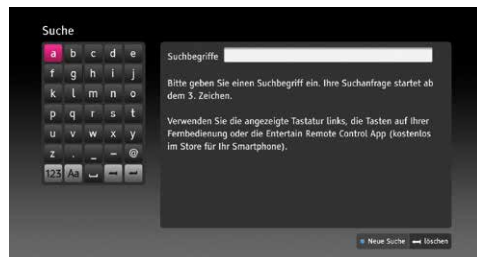 Suche
a b c d e
f g h i j
k l m n o
p q r s t
u v w x y
z . _ - @
123 Aa
Suchbegriffe
Bitte geben Sie einen Suchbegriff ein. Ihre Suchanfrage startet ab
dem 3. Zeichen.
Verwenden Sie die angezeigte Tastatur links, die Tasten auf Ihrer
Fernbedienung oder die Entertain Remote Control App (kostenlos
im Store für Ihr Smartphone).
Neue Suche löschen